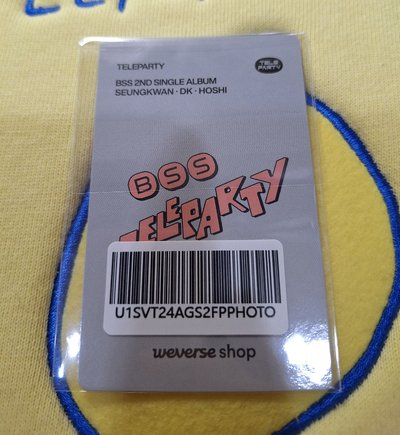 TELEPARTY
TELE
PARTY
BSS 2ND SINGLE ALBUM
SEUNGKWAN · DK · HOSHI
BSS
TELEPARTY
U1SVT24AGS2FPPHOTO
weverse shop